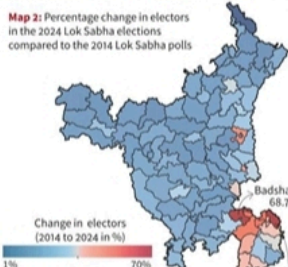 Map 2: Percentage change in electors
in the 2024 Lok Sabha elections
compared to the 2014 Lok Sabha polls
Badsha
68.7
Change in electors
(2014 to 2024 in %)
1%
70%